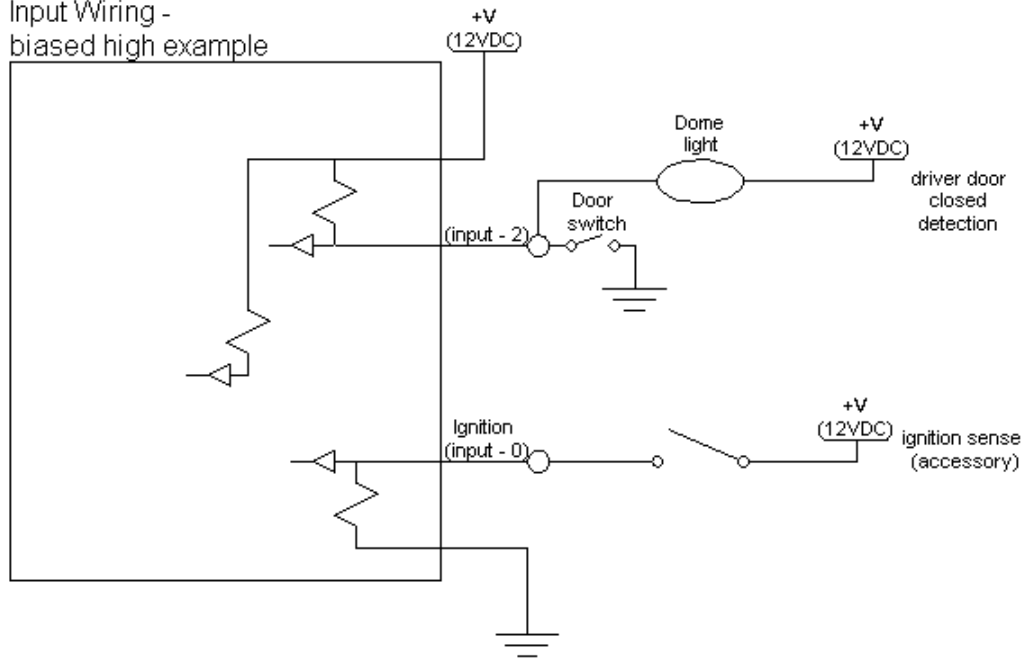 Input Wiring -
biased high example
+V
(12VDC)
Dome
light
+V
(12VDC)
driver door
closed
detection
Door
switch
(input - 2)
Ignition
(input - 0)
+V
(12VDC)
ignition sense
(accessory)